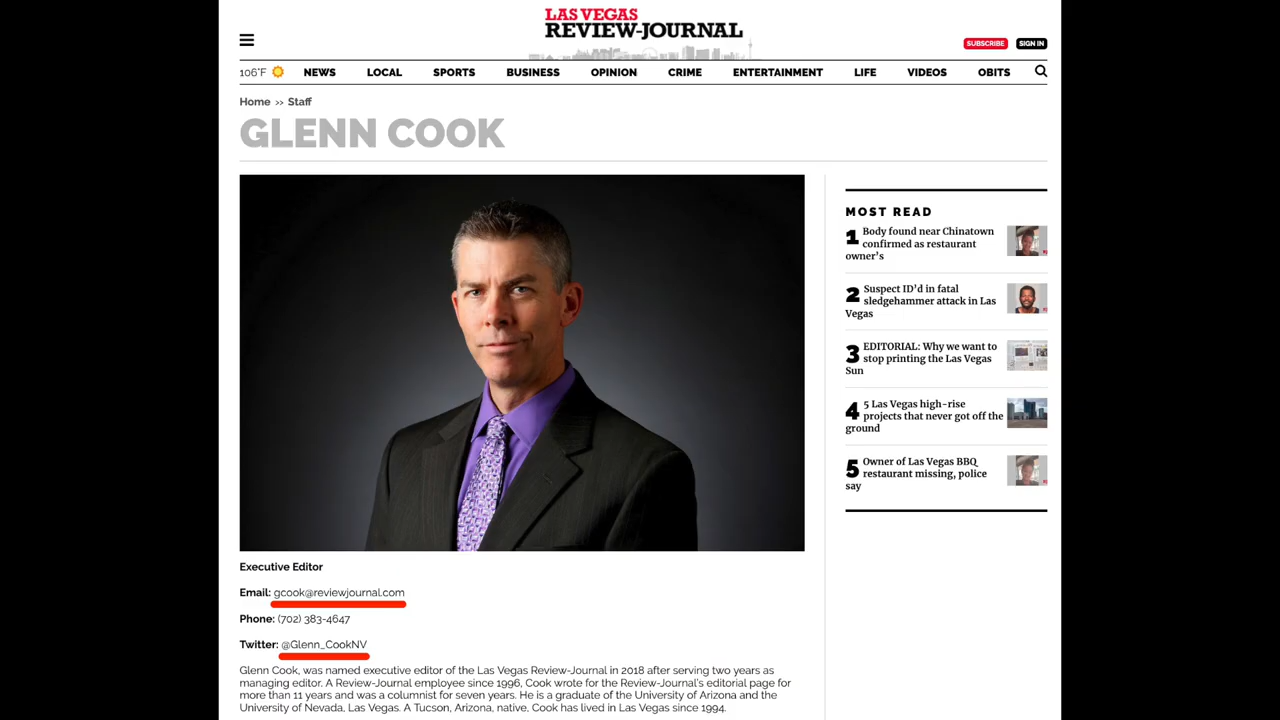 LAS VEGAS
REVIEW-JOURNAL
SUBSCRIBE SIGN IN
106°F NEWS LOCAL SPORTS BUSINESS OPINION CRIME ENTERTAINMENT LIFE VIDEOS OBITS
Home >> Staff
GLENN COOK
MOST READ
1 Body found near Chinatown
confirmed as restaurant
owner's
2 Suspect ID'd in fatal
sledgehammer attack in Las
Vegas
3 EDITORIAL: Why we want to
stop printing the Las Vegas
Sun
4 5 Las Vegas high-rise
projects that never got off the
ground
5 Owner of Las Vegas BBQ
restaurant missing, police
say
Executive Editor
Email: gcook@reviewjournal.com
Phone: (702) 383-4647
Twitter: @Glenn_CookNV
Glenn Cook, was named executive editor of the Las Vegas Review-Journal in 2018 after serving two years as
managing editor. A Review-Journal employee since 1996, Cook wrote for the Review-Journal's editorial page for
more than 11 years and was a columnist for seven years. He is a graduate of the University of Arizona and the
University of Nevada, Las Vegas. A Tucson, Arizona, native, Cook has lived in Las Vegas since 1994.